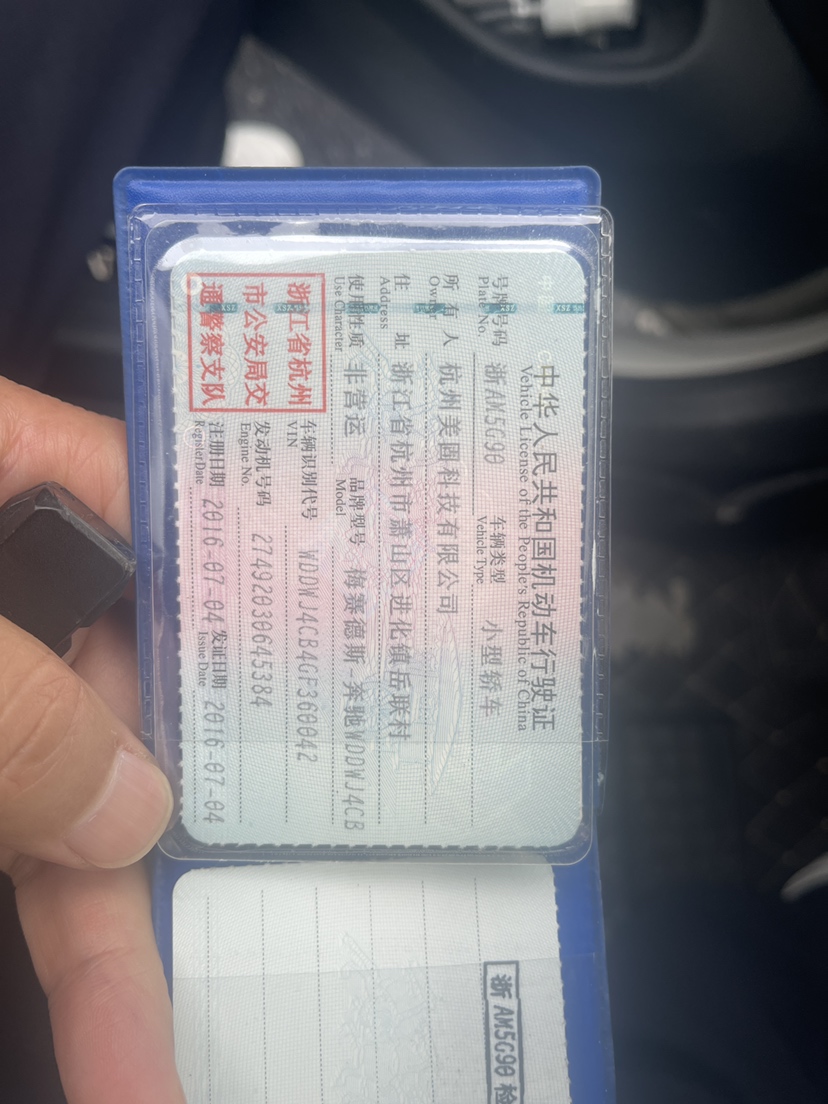 中华人民共和国机动车行驶证
Vehicle License of the People's Republic of China
号牌号码 浙AM5G90 车辆类型 小型轿车
Plate No. Vehicle Type
所有人 杭州美画科技有限公司
Owner
住 址 浙江省杭州市萧山区进化镇岳联村
Address
使用性质 非营运 品牌型号 梅赛德斯-奔驰WDDWJ4CB
Use Character Model
浙江省杭州
市公安局交
通警察支队
车辆识别代号 WDDWJ4CB4GF360042
VIN
发动机号码 27492030645384
Engine No.
注册日期 2016-07-04 发证日期 2016-07-04
Register Date Issue Date
浙AM5G90 检